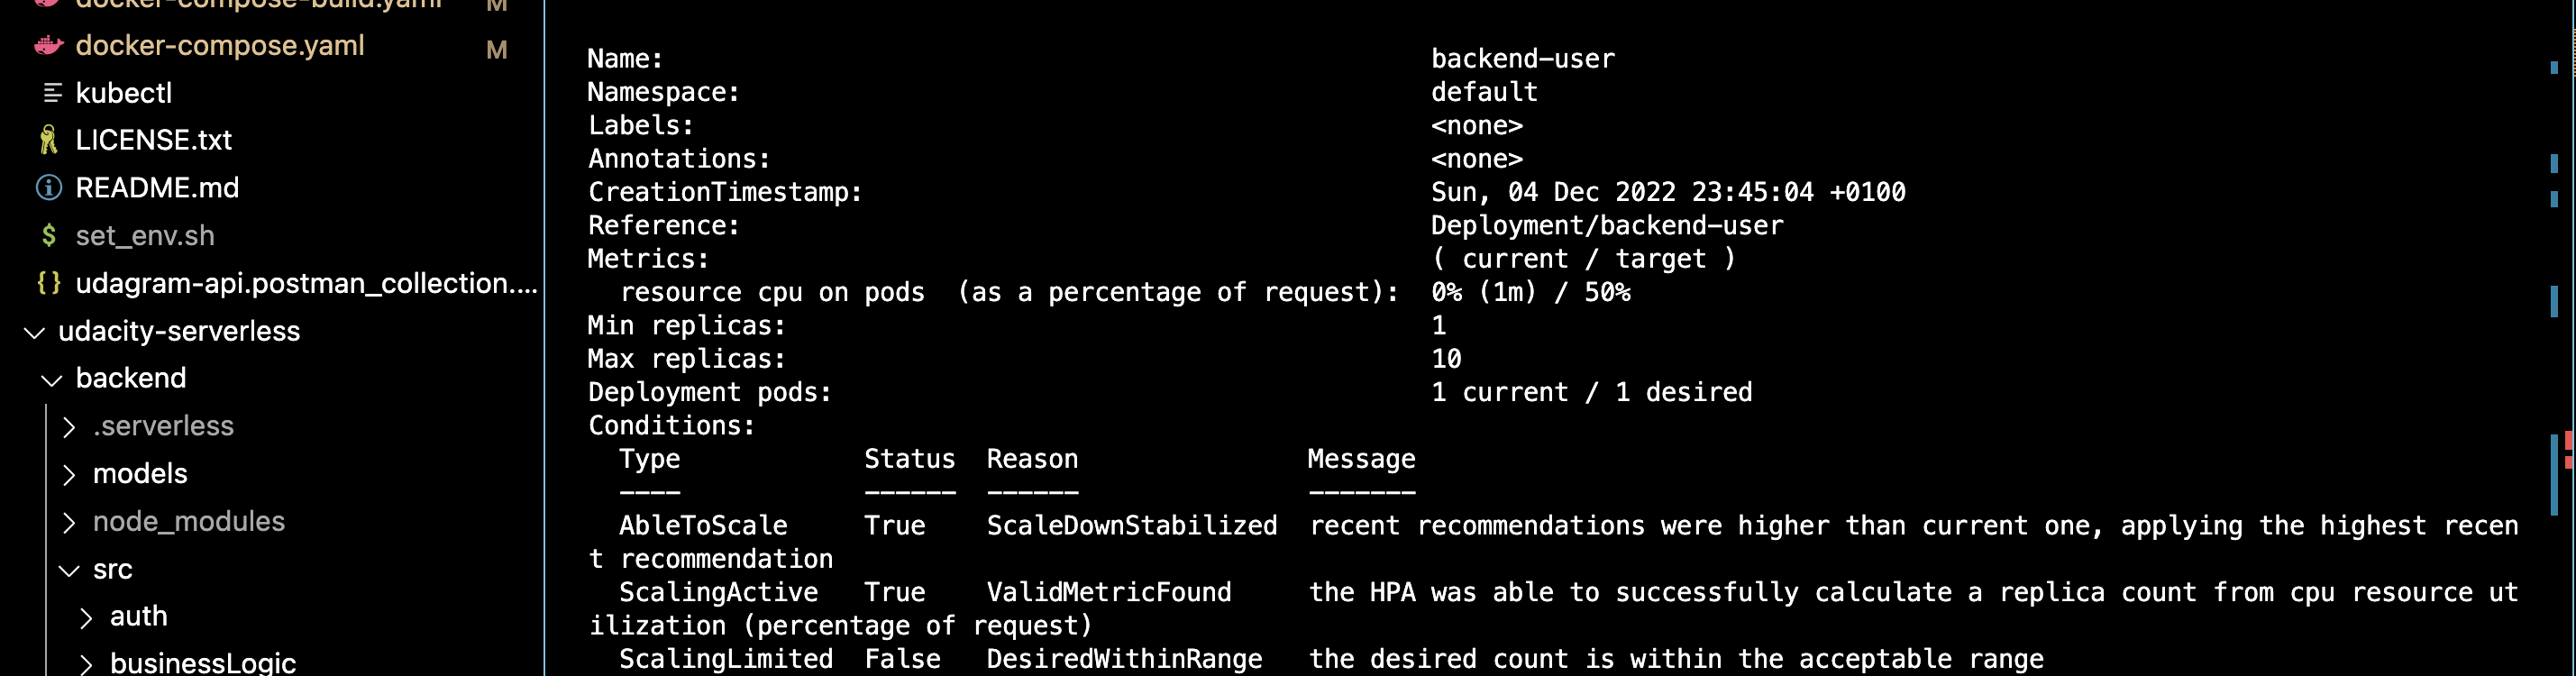 docker-compose-build.yaml M
docker-compose.yaml M
kubectl
LICENSE.txt
README.md
set_env.sh
udagram-api.postman_collection....
udacity-serverless
backend
.serverless
models
node_modules
src
auth
businessLogic
Name: backend-user
Namespace: default
Labels: <none>
Annotations: <none>
CreationTimestamp: Sun, 04 Dec 2022 23:45:04 +0100
Reference: Deployment/backend-user
Metrics: ( current / target )
resource cpu on pods (as a percentage of request): 0% (1m) / 50%
Min replicas: 1
Max replicas: 10
Deployment pods: 1 current / 1 desired
Conditions:
Type Status Reason Message
---- ------ ------ -------
AbleToScale True ScaleDownStabilized recent recommendations were higher than current one, applying the highest recen
t recommendation
ScalingActive True ValidMetricFound the HPA was able to successfully calculate a replica count from cpu resource ut
ilization (percentage of request)
ScalingLimited False DesiredWithinRange the desired count is within the acceptable range